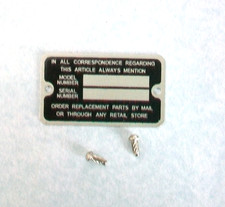 IN ALL CORRESPONDENCE REGARDING
THIS ARTICLE ALWAYS MENTION
MODEL
NUMBER
SERIAL
NUMBER
ORDER REPLACEMENT PARTS BY MAIL
OR THROUGH ANY RETAIL STORE